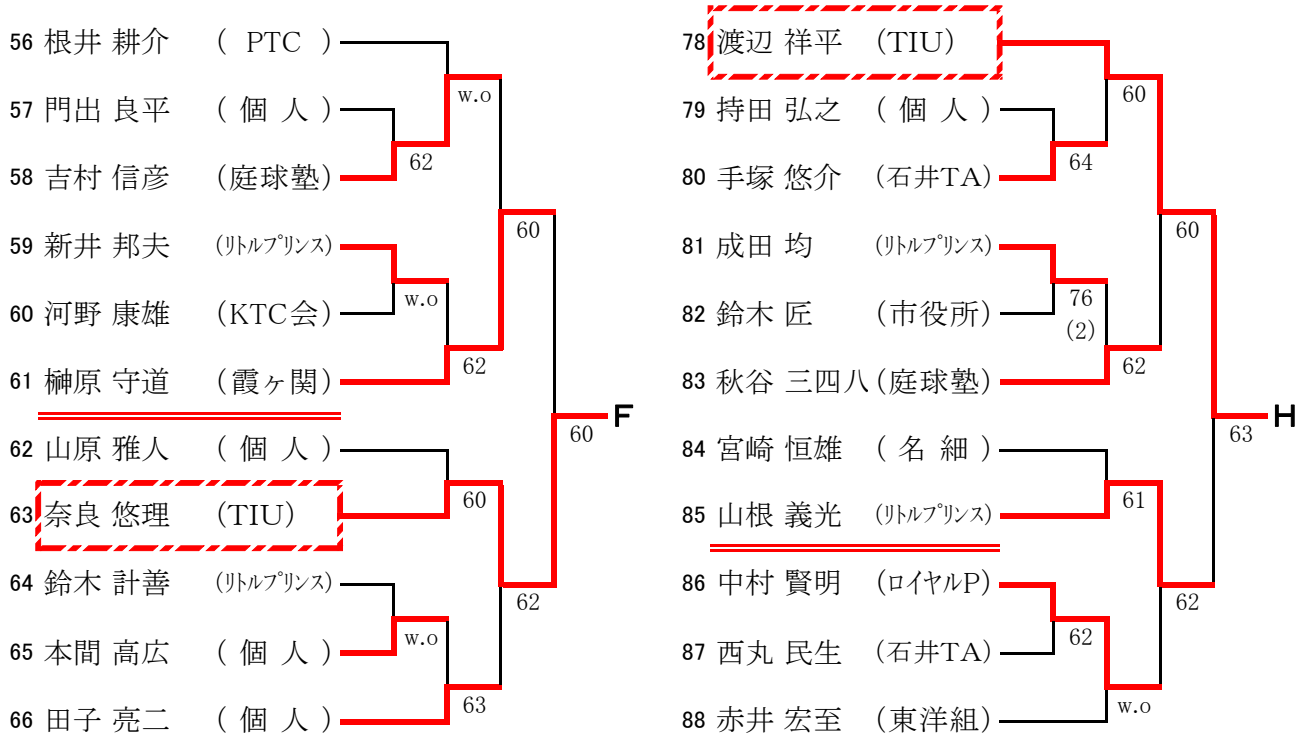 56 根井 耕介 ( PTC )
w.o
57 門出 良平 ( 個 人 )
62
58 吉村 信彦 (庭球塾)
60
59 新井 邦夫 (ﾘﾄﾙﾌﾟﾘﾝｽ)
w.o
60 河野 康雄 (KTC会)
62
61 榊原 守道 (霞ヶ関)
60 F
62 山原 雅人 ( 個 人 )
60
63 奈良 悠理 (TIU)
64 鈴木 計善 (ﾘﾄﾙﾌﾟﾘﾝｽ)
62
w.o
65 本間 高広 ( 個 人 )
63
66 田子 亮二 ( 個 人 )
78 渡辺 祥平 (TIU)
60
79 持田 弘之 ( 個 人 )
64
80 手塚 悠介 (石井TA)
60
81 成田 均 (ﾘﾄﾙﾌﾟﾘﾝｽ)
76
(2)
82 鈴木 匠 (市役所)
62
83 秋谷 三四八(庭球塾)
63 H
84 宮崎 恒雄 ( 名 細 )
61
85 山根 義光 (ﾘﾄﾙﾌﾟﾘﾝｽ)
86 中村 賢明 (ﾛｲﾔﾙP)
62
62
87 西丸 民生 (石井TA)
w.o
88 赤井 宏至 (東洋組)